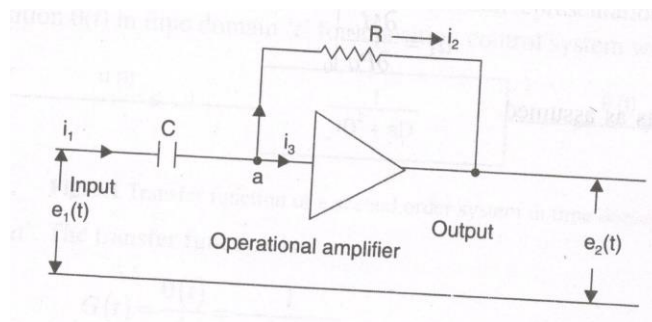 R i₂
i₁ C i₃
a
Input
e₁(t)
Operational amplifier
Output
e₂(t)